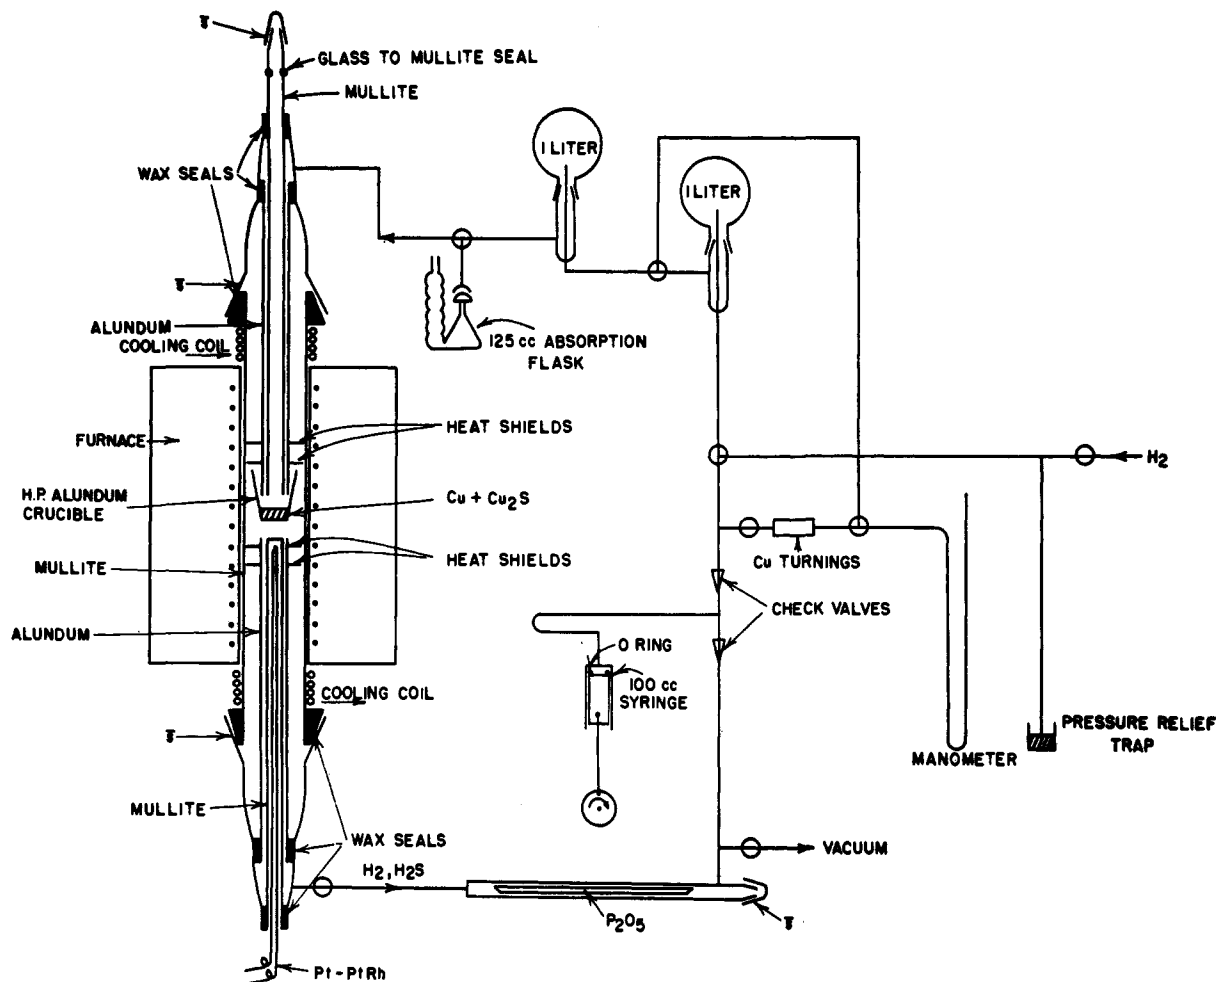 GLASS TO MULLITE SEAL
MULLITE
WAX SEALS
1 LITER
1 LITER
ALUNDUM
COOLING COIL
125 cc ABSORPTION
FLASK
FURNACE
HEAT SHIELDS
H2
H.P. ALUNDUM
CRUCIBLE
Cu + Cu2S
HEAT SHIELDS
MULLITE
Cu TURNINGS
CHECK VALVES
ALUNDUM
O RING
100 cc
SYRINGE
COOLING COIL
PRESSURE RELIEF
TRAP
MANOMETER
MULLITE
WAX SEALS
VACUUM
H2, H2S
P2O5
Pt-PtRh